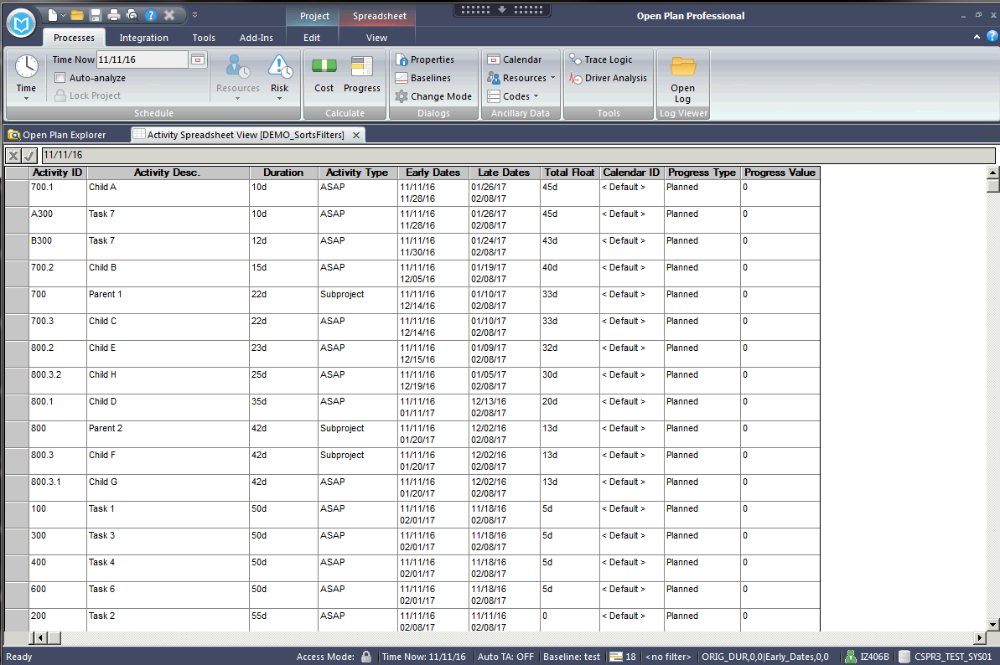 Project Spreadsheet Open Plan Professional
Processes Integration Tools Add-Ins Edit View
Time Now 11/11/16
Auto-analyze
Lock Project
Time Resources Risk
Schedule
Cost Progress
Calculate
Properties
Baselines
Change Mode
Dialogs
Calendar
Resources
Codes
Ancillary Data
Trace Logic
Driver Analysis
Tools
Open
Log
Log Viewer
Open Plan Explorer Activity Spreadsheet View [DEMO_SortsFilters]
11/11/16
Activity ID Activity Desc. Duration Activity Type Early Dates Late Dates Total Float Calendar ID Progress Type Progress Value
700.1 Child A 10d ASAP 11/11/16 01/26/17 45d < Default > Planned 0
11/28/16 02/08/17
A300 Task 7 10d ASAP 11/11/16 01/26/17 45d < Default > Planned 0
11/28/16 02/08/17
B300 Task 7 12d ASAP 11/11/16 01/24/17 43d < Default > Planned 0
11/30/16 02/08/17
700.2 Child B 15d ASAP 11/11/16 01/19/17 40d < Default > Planned 0
12/05/16 02/08/17
700 Parent 1 22d Subproject 11/11/16 01/10/17 33d < Default > Planned 0
12/14/16 02/08/17
700.3 Child C 22d ASAP 11/11/16 01/10/17 33d < Default > Planned 0
12/14/16 02/08/17
800.2 Child E 23d ASAP 11/11/16 01/09/17 32d < Default > Planned 0
12/15/16 02/08/17
800.3.2 Child H 25d ASAP 11/11/16 01/05/17 30d < Default > Planned 0
12/19/16 02/08/17
800.1 Child D 35d ASAP 11/11/16 12/13/16 20d < Default > Planned 0
01/11/17 02/08/17
800 Parent 2 42d Subproject 11/11/16 12/02/16 13d < Default > Planned 0
01/20/17 02/08/17
800.3 Child F 42d Subproject 11/11/16 12/02/16 13d < Default > Planned 0
01/20/17 02/08/17
800.3.1 Child G 42d ASAP 11/11/16 12/02/16 13d < Default > Planned 0
01/20/17 02/08/17
100 Task 1 50d ASAP 11/11/16 11/18/16 5d < Default > Planned 0
02/01/17 02/08/17
300 Task 3 50d ASAP 11/11/16 11/18/16 5d < Default > Planned 0
02/01/17 02/08/17
400 Task 4 50d ASAP 11/11/16 11/18/16 5d < Default > Planned 0
02/01/17 02/08/17
600 Task 6 50d ASAP 11/11/16 11/18/16 5d < Default > Planned 0
02/01/17 02/08/17
200 Task 2 55d ASAP 11/11/16 11/11/16 0 < Default > Planned 0
02/08/17 02/08/17
Ready Access Mode: Time Now: 11/11/16 Auto TA: OFF Baseline: test 18 <no filter> ORIG_DUR,0,0|Early_Dates,0,0 IZ406B CSPR3_TEST_SYS01